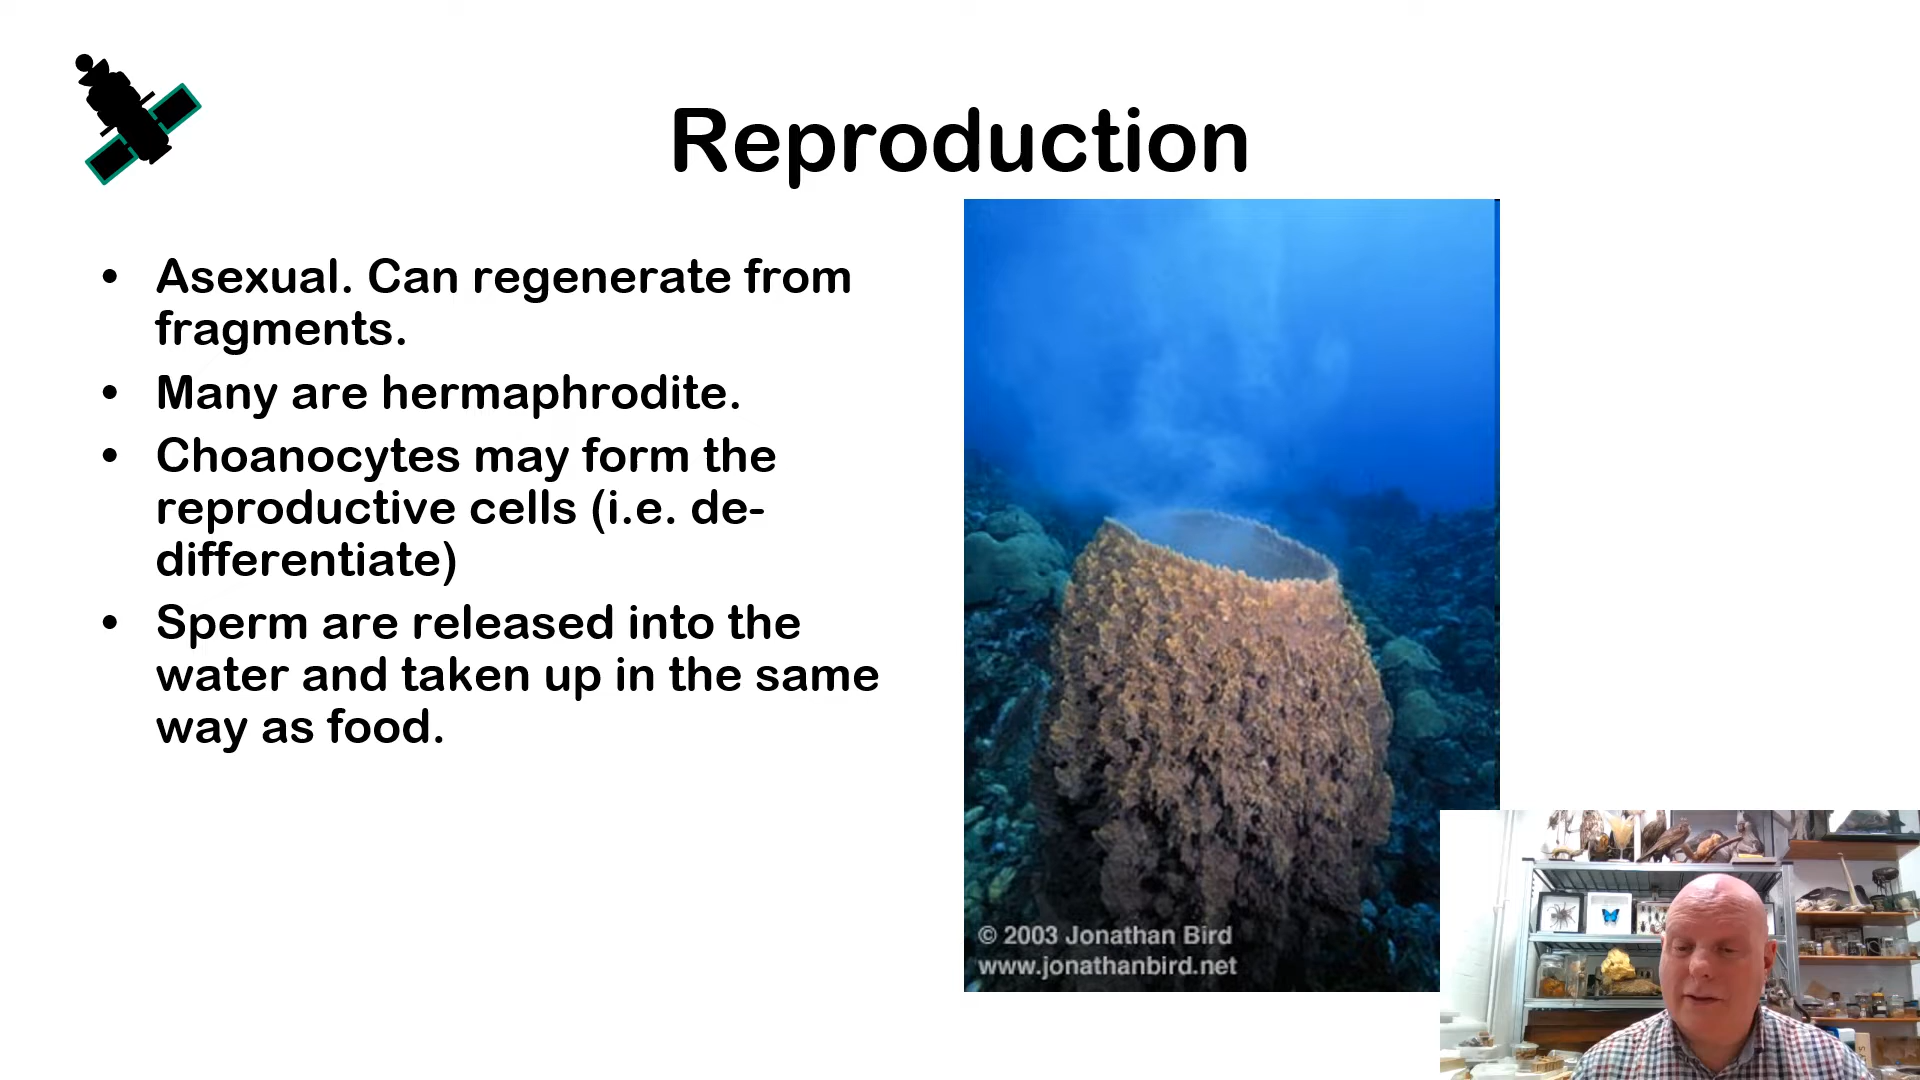 Reproduction
• Asexual. Can regenerate from
fragments.
• Many are hermaphrodite.
• Choanocytes may form the
reproductive cells (i.e. de-
differentiate)
• Sperm are released into the
water and taken up in the same
way as food.
© 2003 Jonathan Bird
www.jonathanbird.net